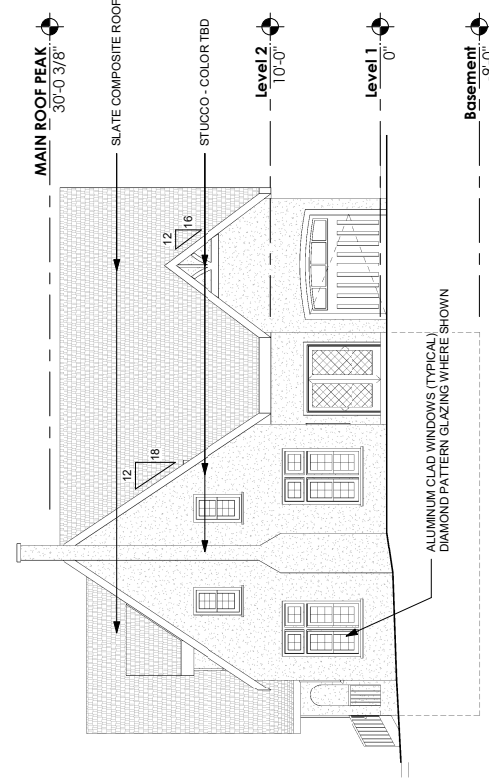 MAIN ROOF PEAK
30'-0 3/8"
SLATE COMPOSITE ROOF
STUCCO - COLOR TBD
Level 2
10'-0"
Level 1
0"
Basement
12
16
12
18
ALUMINUM CLAD WINDOWS (TYPICAL)
DIAMOND PATTERN GLAZING WHERE SHOWN